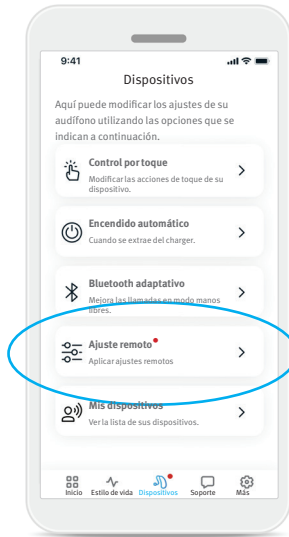 9:41
Dispositivos
Aquí puede modificar los ajustes de su
audífono utilizando las opciones que se
indican a continuación.
Control por toque
Modificar las acciones de toque de su
dispositivo.
Encendido automático
Cuando se extrae del charger.
Bluetooth adaptativo
Mejora las llamadas en modo manos
libres.
Ajuste remoto
Aplicar ajustes remotos
Mis dispositivos
Ver la lista de sus dispositivos.
Inicio Estilo de vida Dispositivos Soporte Más